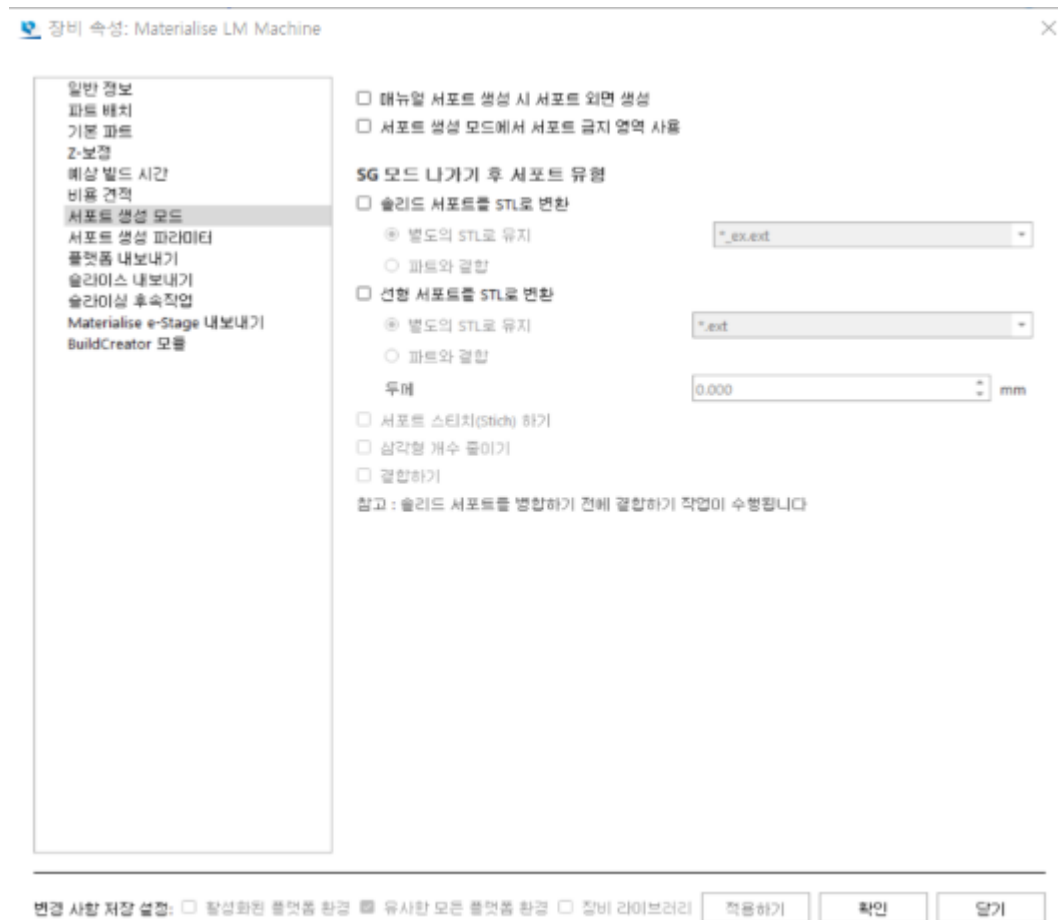 장비 속성: Materialise LM Machine
일반 정보
파트 배치
기본 파트
Z-보정
예상 빌드 시간
비용 견적
서포트 생성 모드
서포트 생성 파라미터
플랫폼 내보내기
슬라이스 내보내기
슬라이싱 후속작업
Materialise e-Stage 내보내기
BuildCreator 모듈
매뉴얼 서포트 생성 시 서포트 외면 생성
서포트 생성 모드에서 서포트 금지 영역 사용
SG 모드 나가기 후 서포트 유형
솔리드 서포트를 STL로 변환
별도의 STL로 유지 *_ex.ext
파트와 결합
선형 서포트를 STL로 변환
별도의 STL로 유지 *.ext
파트와 결합
두께 0.000 mm
서포트 스티치(Stich) 하기
삼각형 개수 줄이기
결합하기
참고 : 솔리드 서포트를 병합하기 전에 결합하기 작업이 수행됩니다
변경 사항 저장 설정: 활성화된 플랫폼 환경 유사한 모든 플랫폼 환경 장비 라이브러리 적용하기 확인 닫기